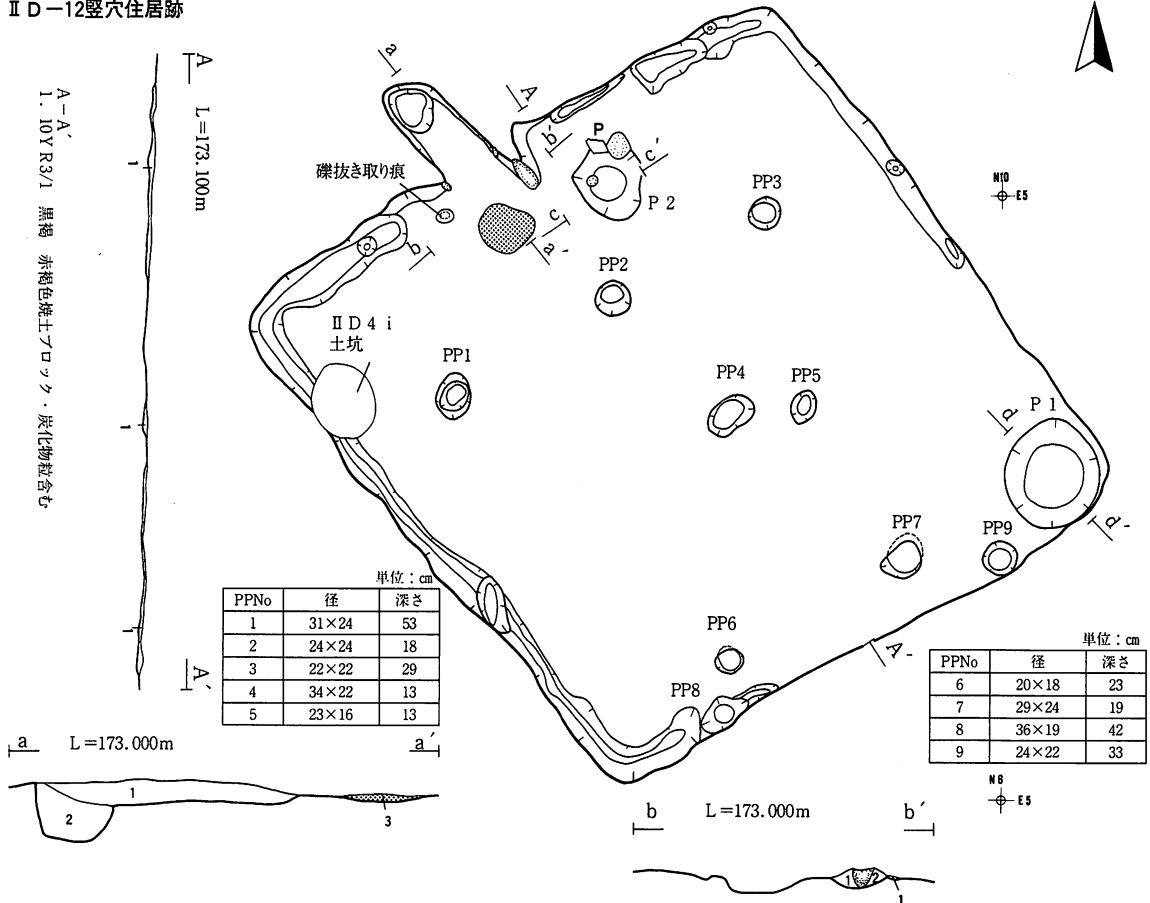 ⅡD-12竪穴住居跡
A
L=173.100m
A-A′
1. 10YR3/1 黒褐 赤褐色焼土ブロック・炭化物粒含む
1
1
1
A′
a
A
b′
P
c′
P2
礫抜き取り痕
c
a′
b
PP3
N10
E5
PP2
ⅡD4i
土坑
PP1
PP4
PP5
P1
d
d′
PP7
PP9
PP6
PP8
A′
単位:cm
PPNo 径 深さ
1 31×24 53
2 24×24 18
3 22×22 29
4 34×22 13
5 23×16 13
単位:cm
PPNo 径 深さ
6 20×18 23
7 29×24 19
8 36×19 42
9 24×22 33
a L=173.000m a′
1
2
3
N6
E5
b L=173.000m b′
1 2
1